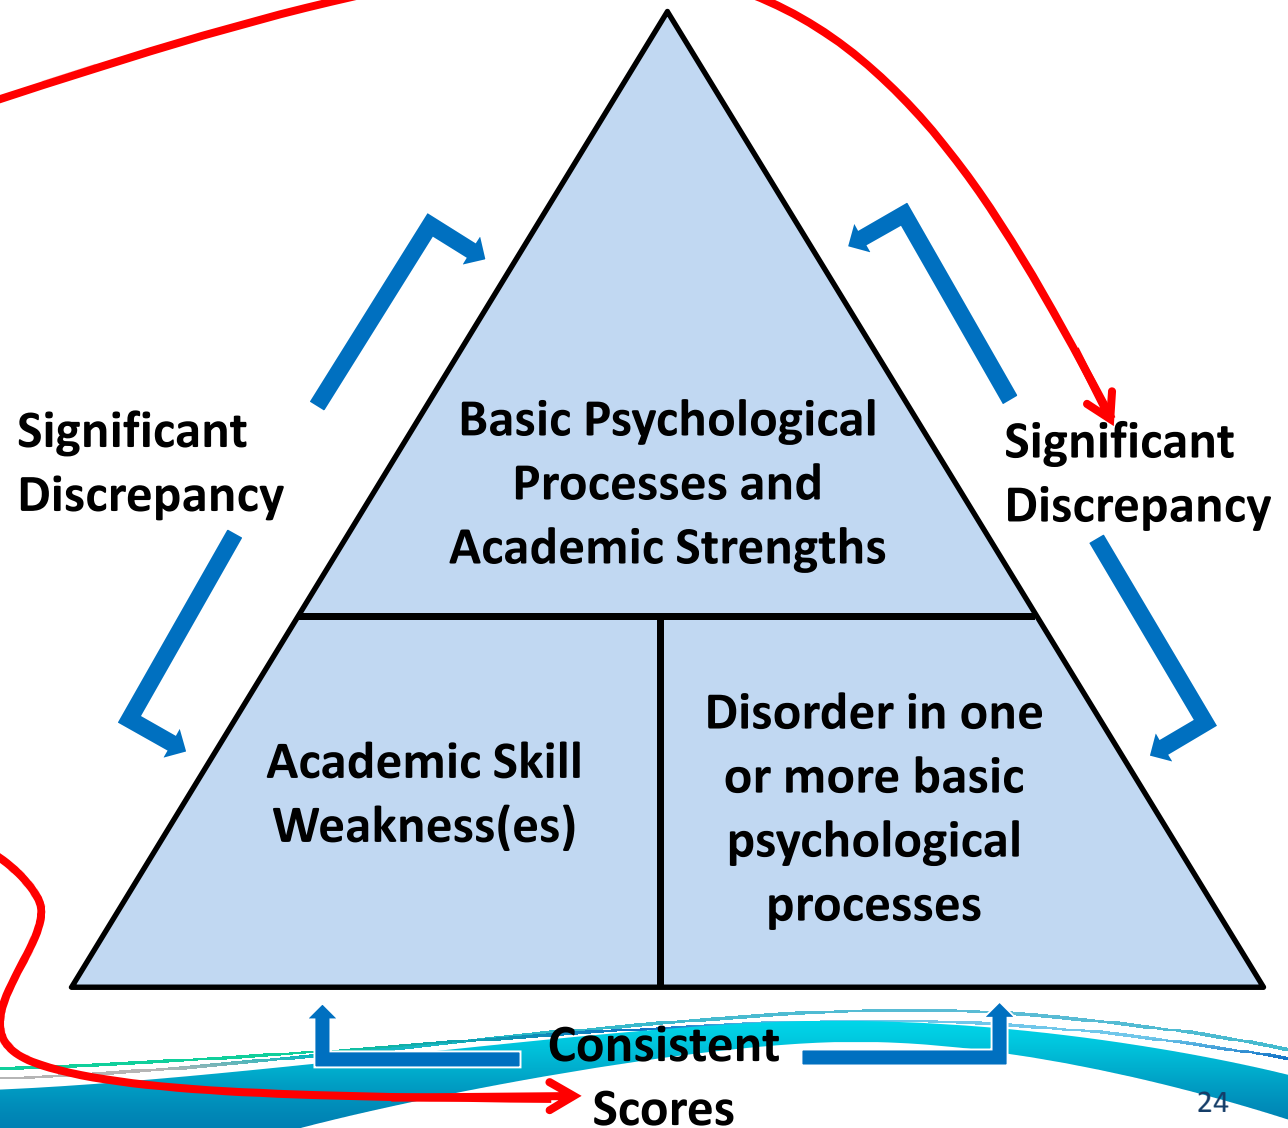 Basic Psychological
Processes and
Academic Strengths
Significant
Discrepancy
Significant
Discrepancy
Academic Skill
Weakness(es)
Disorder in one
or more basic
psychological
processes
Consistent
Scores
24